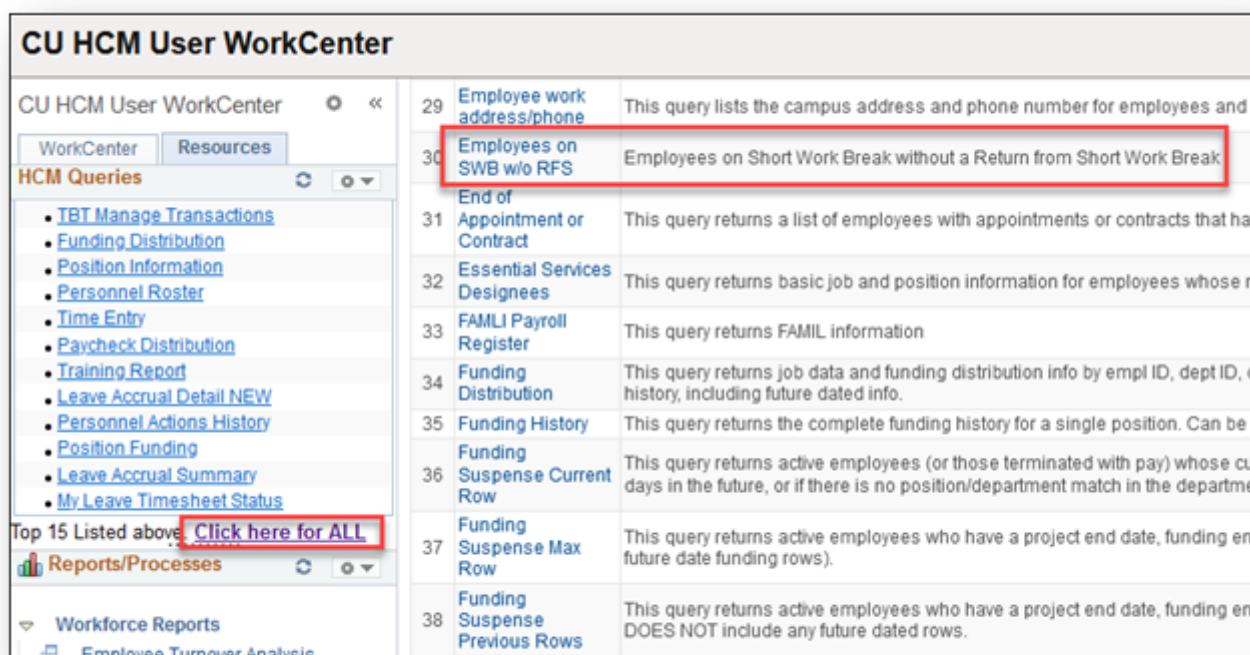 CU HCM User WorkCenter
CU HCM User WorkCenter
WorkCenter
Resources
HCM Queries
TBT Manage Transactions
Funding Distribution
Position Information
Personnel Roster
Time Entry
Paycheck Distribution
Training Report
Leave Accrual Detail NEW
Personnel Actions History
Position Funding
Leave Accrual Summary
My Leave Timesheet Status
Top 15 Listed above. Click here for ALL
Reports/Processes
Workforce Reports
Employee Turnover Analysis
29 Employee work
address/phone
This query lists the campus address and phone number for employees and
30 Employees on
SWB w/o RFS
Employees on Short Work Break without a Return from Short Work Break
31 End of
Appointment or
Contract
This query returns a list of employees with appointments or contracts that ha
32 Essential Services
Designees
This query returns basic job and position information for employees whose
33 FAMLI Payroll
Register
This query returns FAMIL information
34 Funding
Distribution
This query returns job data and funding distribution info by empl ID, dept ID,
history, including future dated info.
35 Funding History
This query returns the complete funding history for a single position. Can be
36 Funding
Suspense Current
Row
This query returns active employees (or those terminated with pay) whose cu
days in the future, or if there is no position/department match in the departme
37 Funding
Suspense Max
Row
This query returns active employees who have a project end date, funding en
future date funding rows).
38 Funding
Suspense
Previous Rows
This query returns active employees who have a project end date, funding en
DOES NOT include any future dated rows.